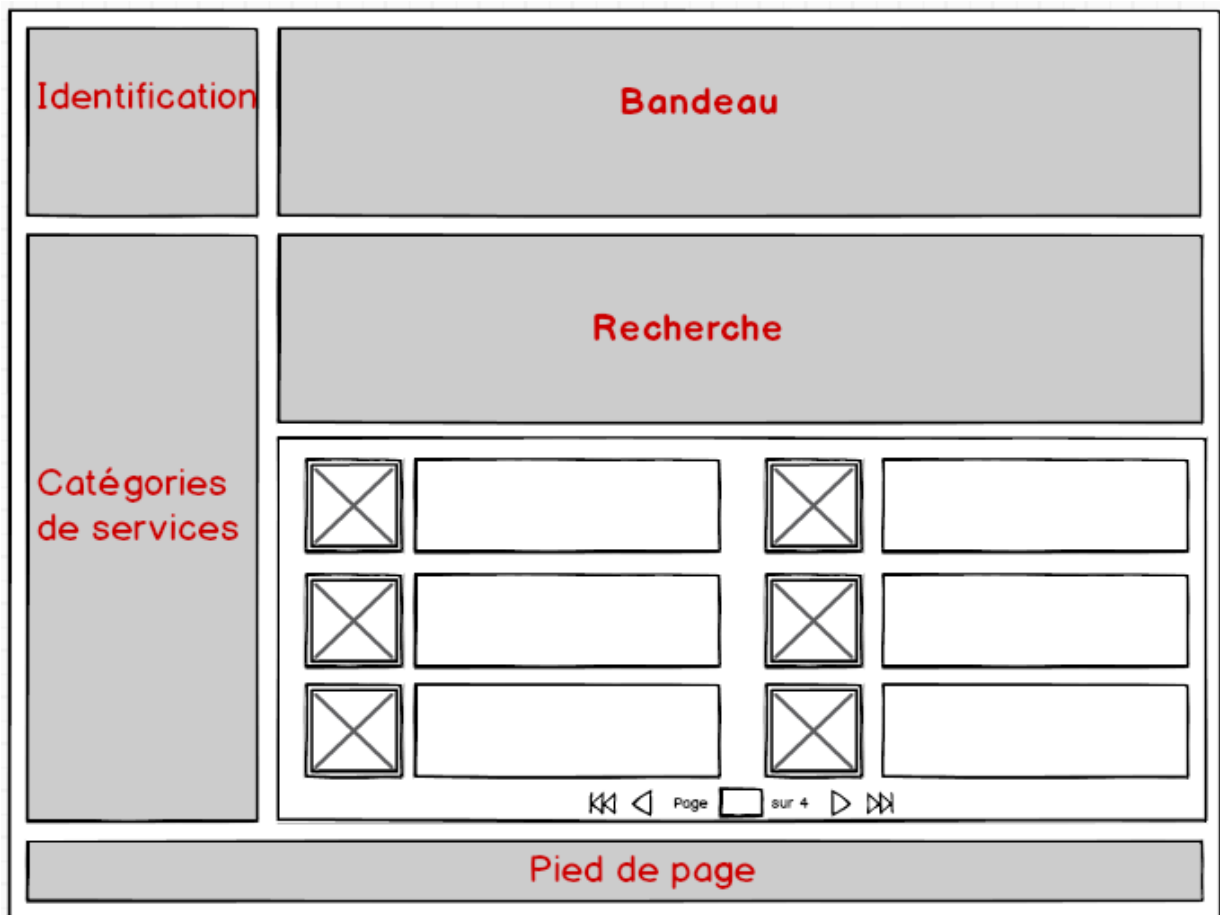 Identification
Bandeau
Recherche
Catégories
de services
Page
sur 4
Pied de page